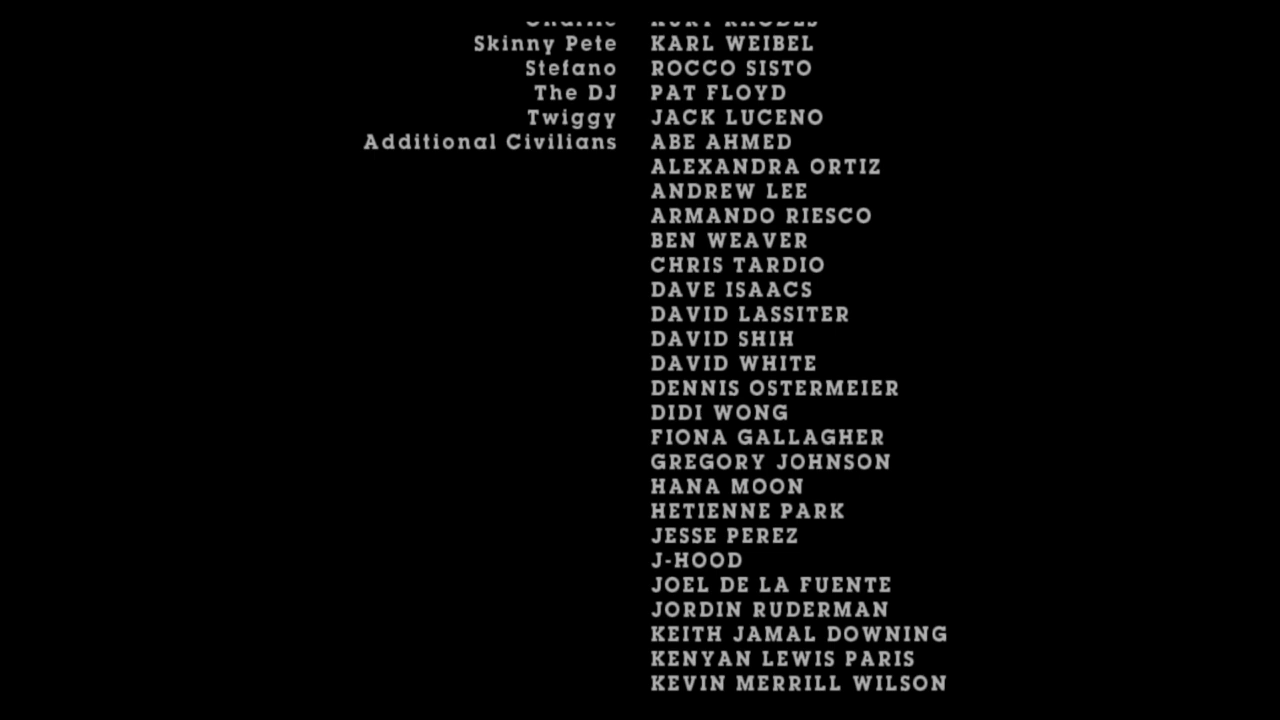 Charlie KURT RHODES
Skinny Pete KARL WEIBEL
Stefano ROCCO SISTO
The DJ PAT FLOYD
Twiggy JACK LUCENO
Additional Civilians ABE AHMED
ALEXANDRA ORTIZ
ANDREW LEE
ARMANDO RIESCO
BEN WEAVER
CHRIS TARDIO
DAVE ISAACS
DAVID LASSITER
DAVID SHIH
DAVID WHITE
DENNIS OSTERMEIER
DIDI WONG
FIONA GALLAGHER
GREGORY JOHNSON
HANA MOON
HETIENNE PARK
JESSE PEREZ
J-HOOD
JOEL DE LA FUENTE
JORDIN RUDERMAN
KEITH JAMAL DOWNING
KENYAN LEWIS PARIS
KEVIN MERRILL WILSON